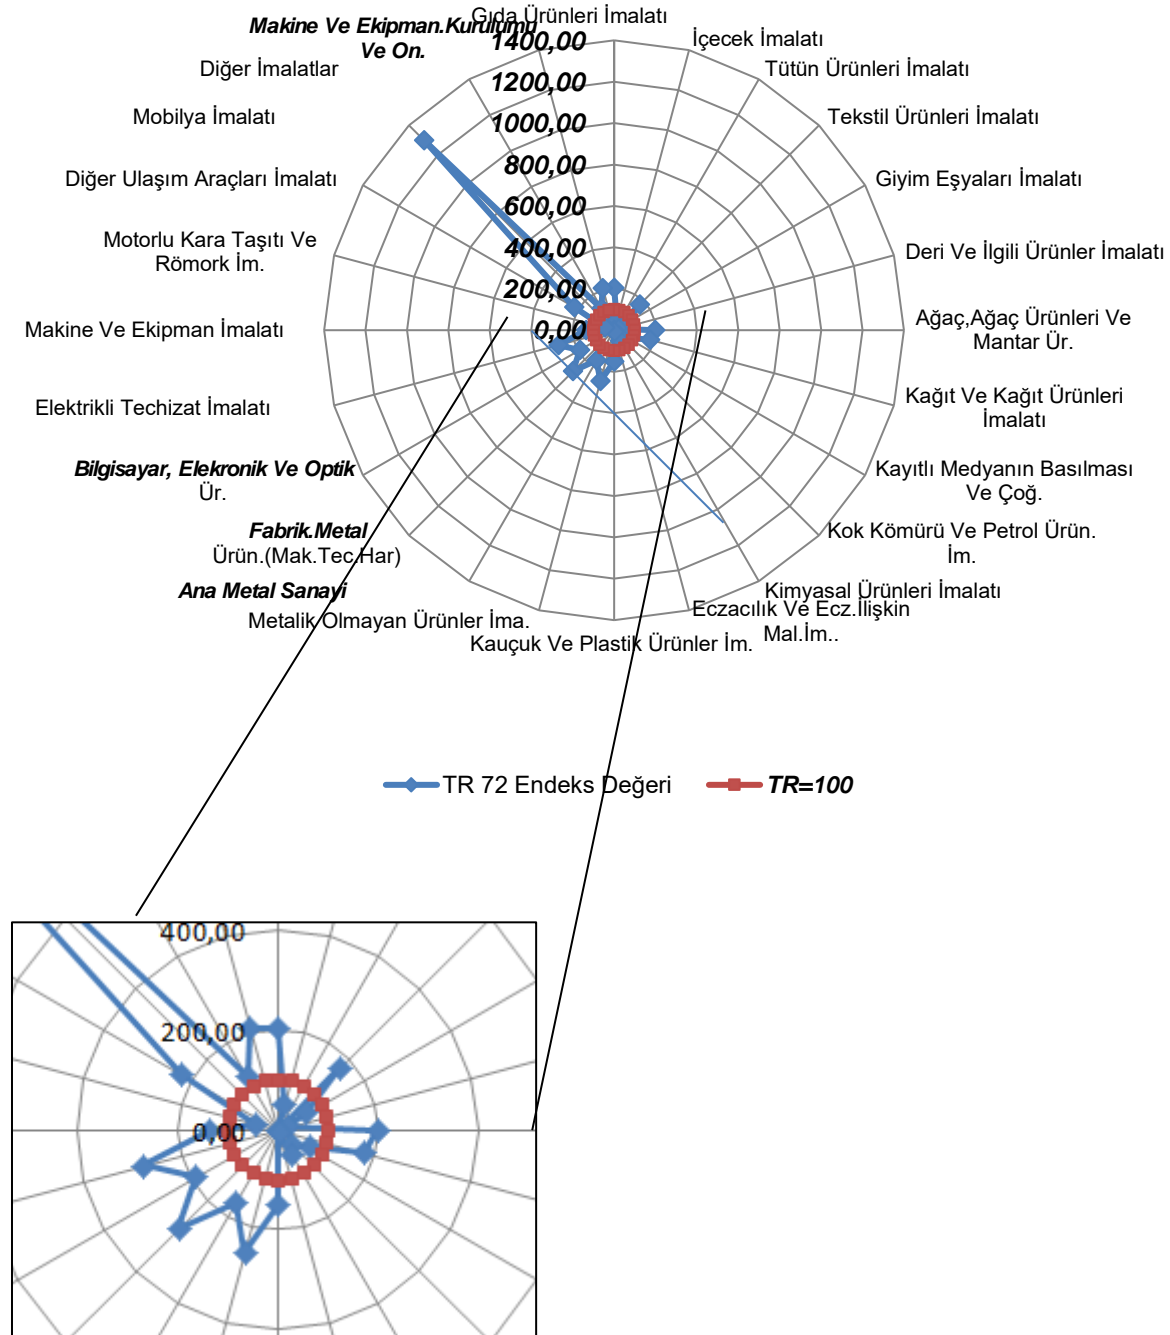 Gıda Ürünleri İmalatı
Makine Ve Ekipman.Kurulumu
Ve On.
İçecek İmalatı
Diğer İmalatlar
Tütün Ürünleri İmalatı
Mobilya İmalatı
Tekstil Ürünleri İmalatı
Diğer Ulaşım Araçları İmalatı
Giyim Eşyaları İmalatı
Motorlu Kara Taşıtı Ve
Römork İm.
Deri Ve İlgili Ürünler İmalatı
Makine Ve Ekipman İmalatı
Ağaç,Ağaç Ürünleri Ve
Mantar Ür.
Elektrikli Techizat İmalatı
Kağıt Ve Kağıt Ürünleri
İmalatı
Bilgisayar, Elekronik Ve Optik
Ür.
Kayıtlı Medyanın Basılması
Ve Çoğ.
Fabrik.Metal
Ürün.(Mak.Tec.Har)
Kok Kömürü Ve Petrol Ürün.
İm.
Ana Metal Sanayi
Kimyasal Ürünleri İmalatı
Metalik Olmayan Ürünler İma.
Eczacılık Ve Ecz.İlişkin
Mal.İm..
Kauçuk Ve Plastik Ürünler İm.
1400,00
1200,00
1000,00
800,00
600,00
400,00
200,00
0,00
TR 72 Endeks Değeri
TR=100
400,00
200,00
0,00